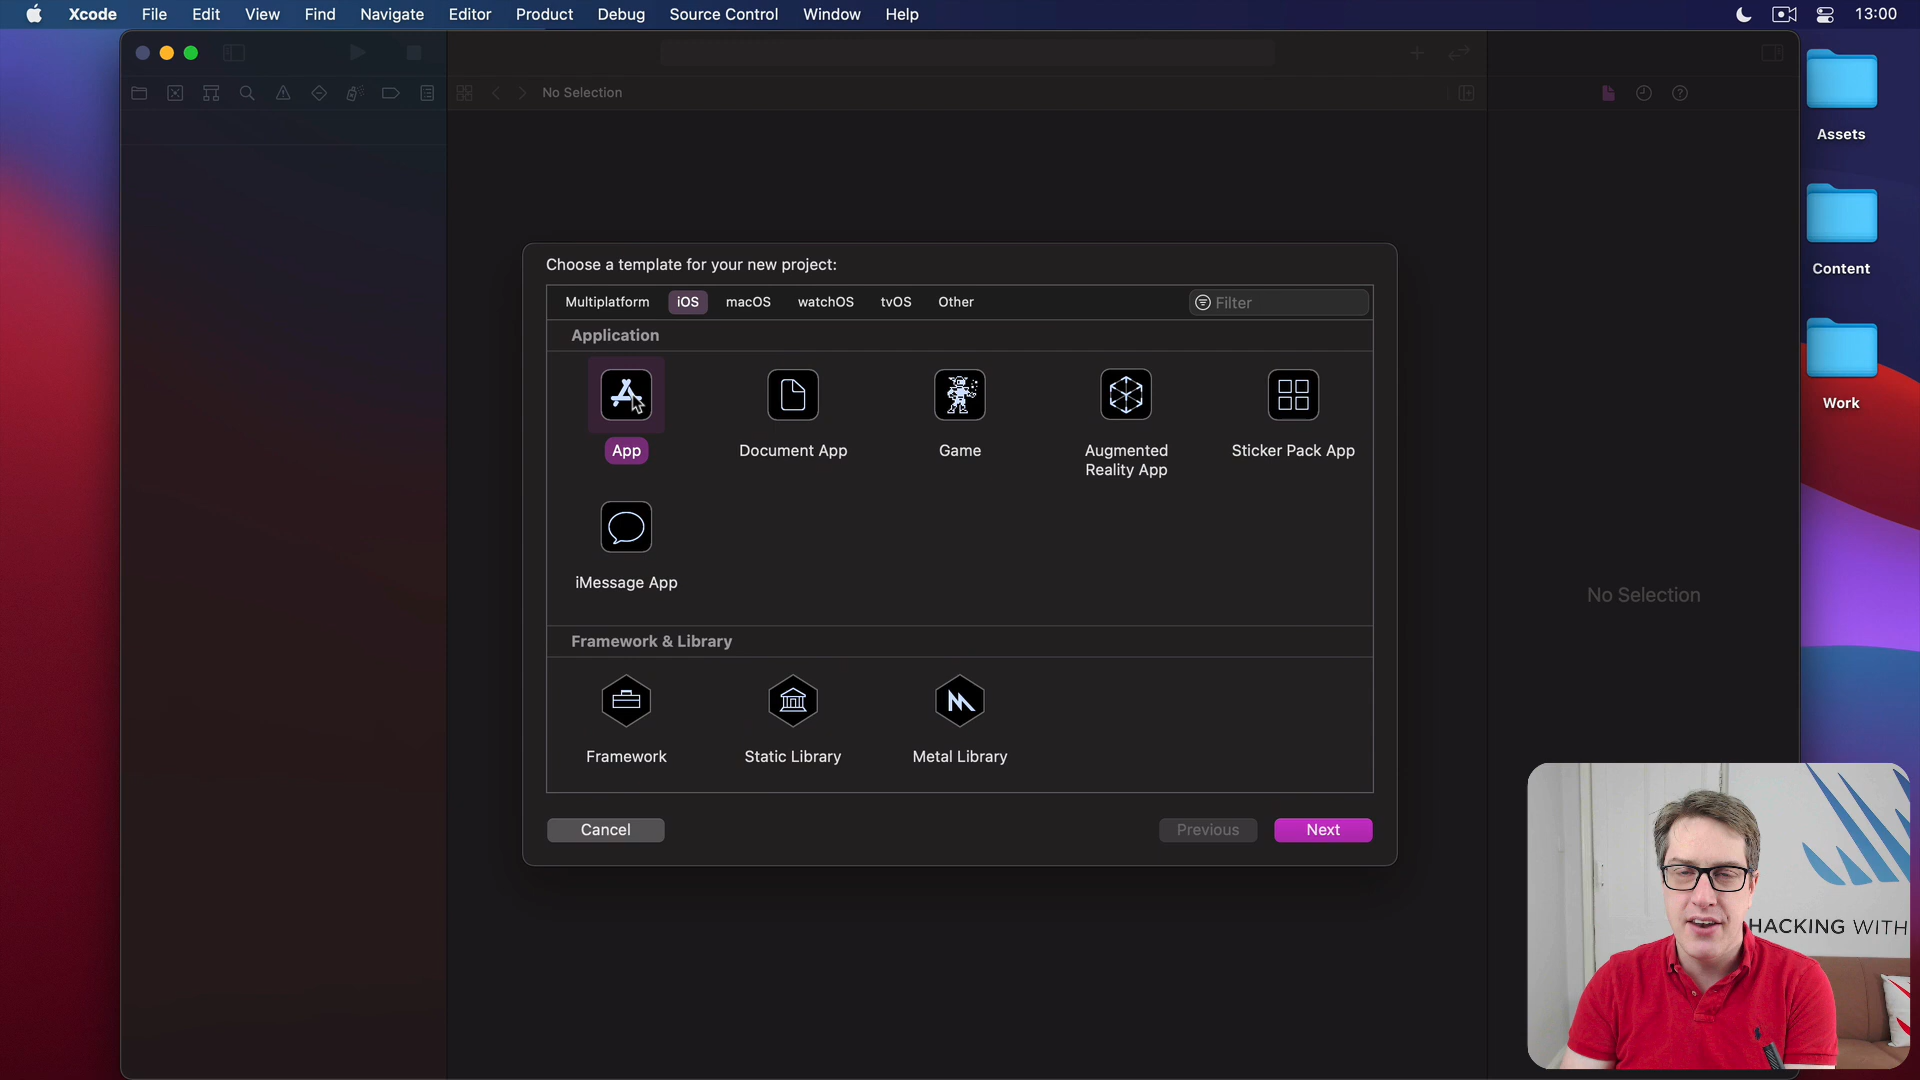 Xcode File Edit View Find Navigate Editor Product Debug Source Control Window Help 13:00
No Selection
Assets
Content
Work
Choose a template for your new project:
Multiplatform iOS macOS watchOS tvOS Other Filter
Application
App Document App Game Augmented Reality App Sticker Pack App
iMessage App
No Selection
Framework & Library
Framework Static Library Metal Library
Cancel Previous Next
HACKING WITH